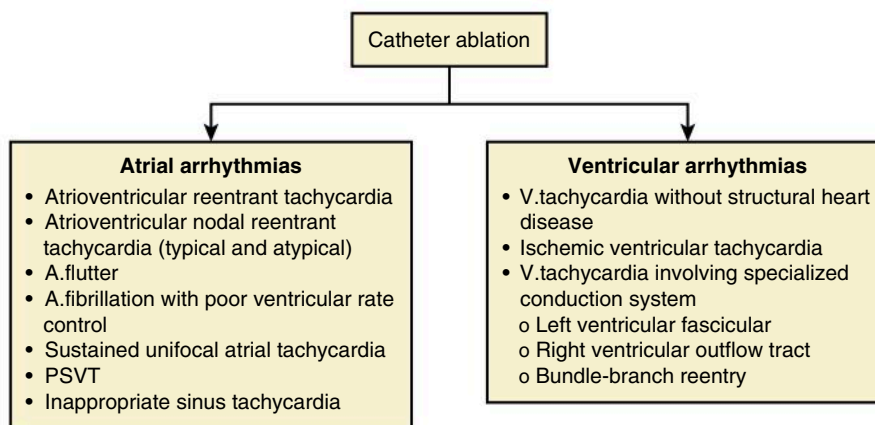 Catheter ablation
Atrial arrhythmias
• Atrioventricular reentrant tachycardia
• Atrioventricular nodal reentrant
tachycardia (typical and atypical)
• A.flutter
• A.fibrillation with poor ventricular rate
control
• Sustained unifocal atrial tachycardia
• PSVT
• Inappropriate sinus tachycardia
Ventricular arrhythmias
• V.tachycardia without structural heart
disease
• Ischemic ventricular tachycardia
• V.tachycardia involving specialized
conduction system
o Left ventricular fascicular
o Right ventricular outflow tract
o Bundle-branch reentry